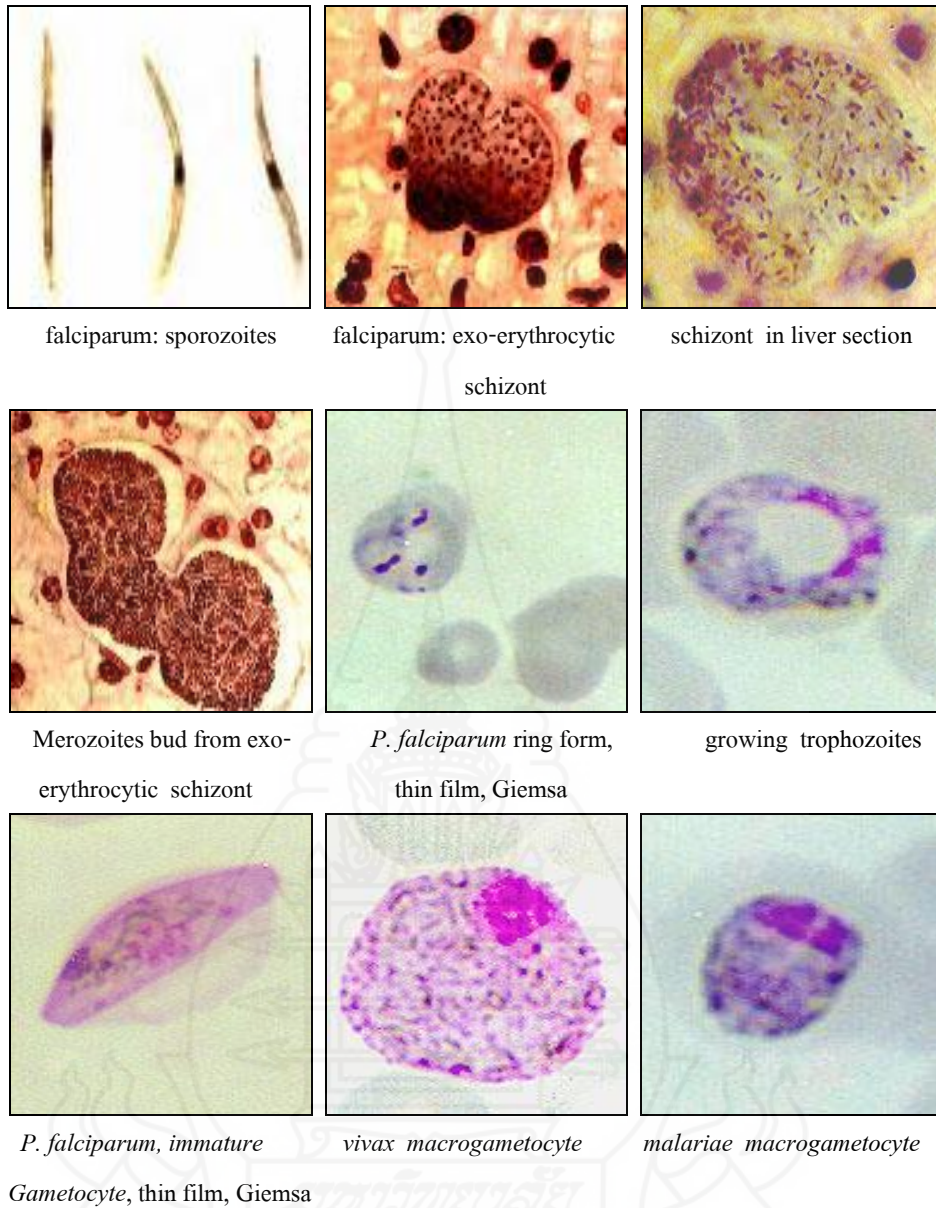 falciparum: sporozoites
falciparum: exo-erythrocytic
schizont
schizont in liver section
Merozoites bud from exo-
erythrocytic schizont
P. falciparum ring form,
thin film, Giemsa
growing trophozoites
P. falciparum, immature
Gametocyte, thin film, Giemsa
vivax macrogametocyte
malariae macrogametocyte